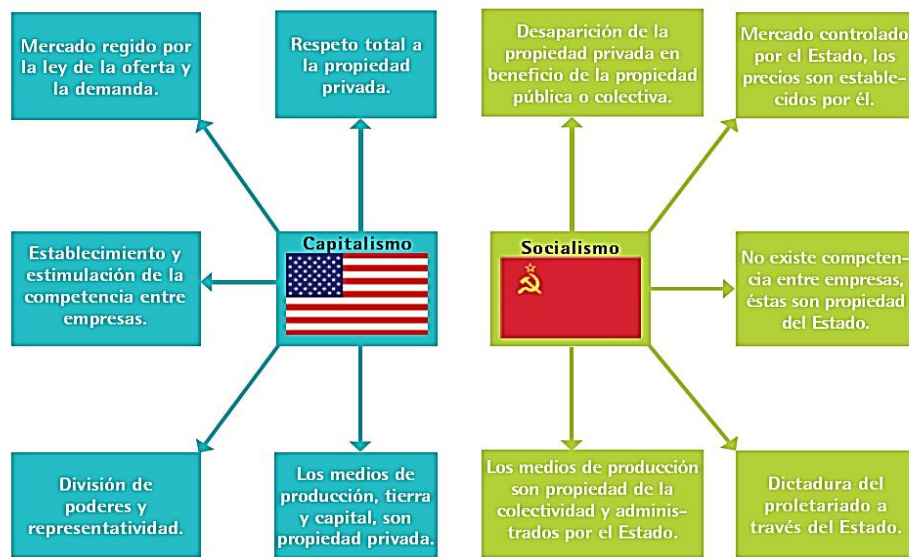 Mercado regido por
la ley de la oferta y
la demanda.
Respeto total a
la propiedad
privada.
Establecimiento y
estimulación de la
competencia entre
empresas.
Capitalismo
División de
poderes y
representatividad.
Los medios de
producción, tierra
y capital, son
propiedad privada.
Desaparición de la
propiedad privada en
beneficio de la propiedad
pública o colectiva.
Mercado controlado
por el Estado, los
precios son estable-
cidos por él.
Socialismo
No existe competen-
cia entre empresas,
éstas son propiedad
del Estado.
Los medios de producción
son propiedad de la
colectividad y adminis-
trados por el Estado.
Dictadura del
proletariado a
través del Estado.